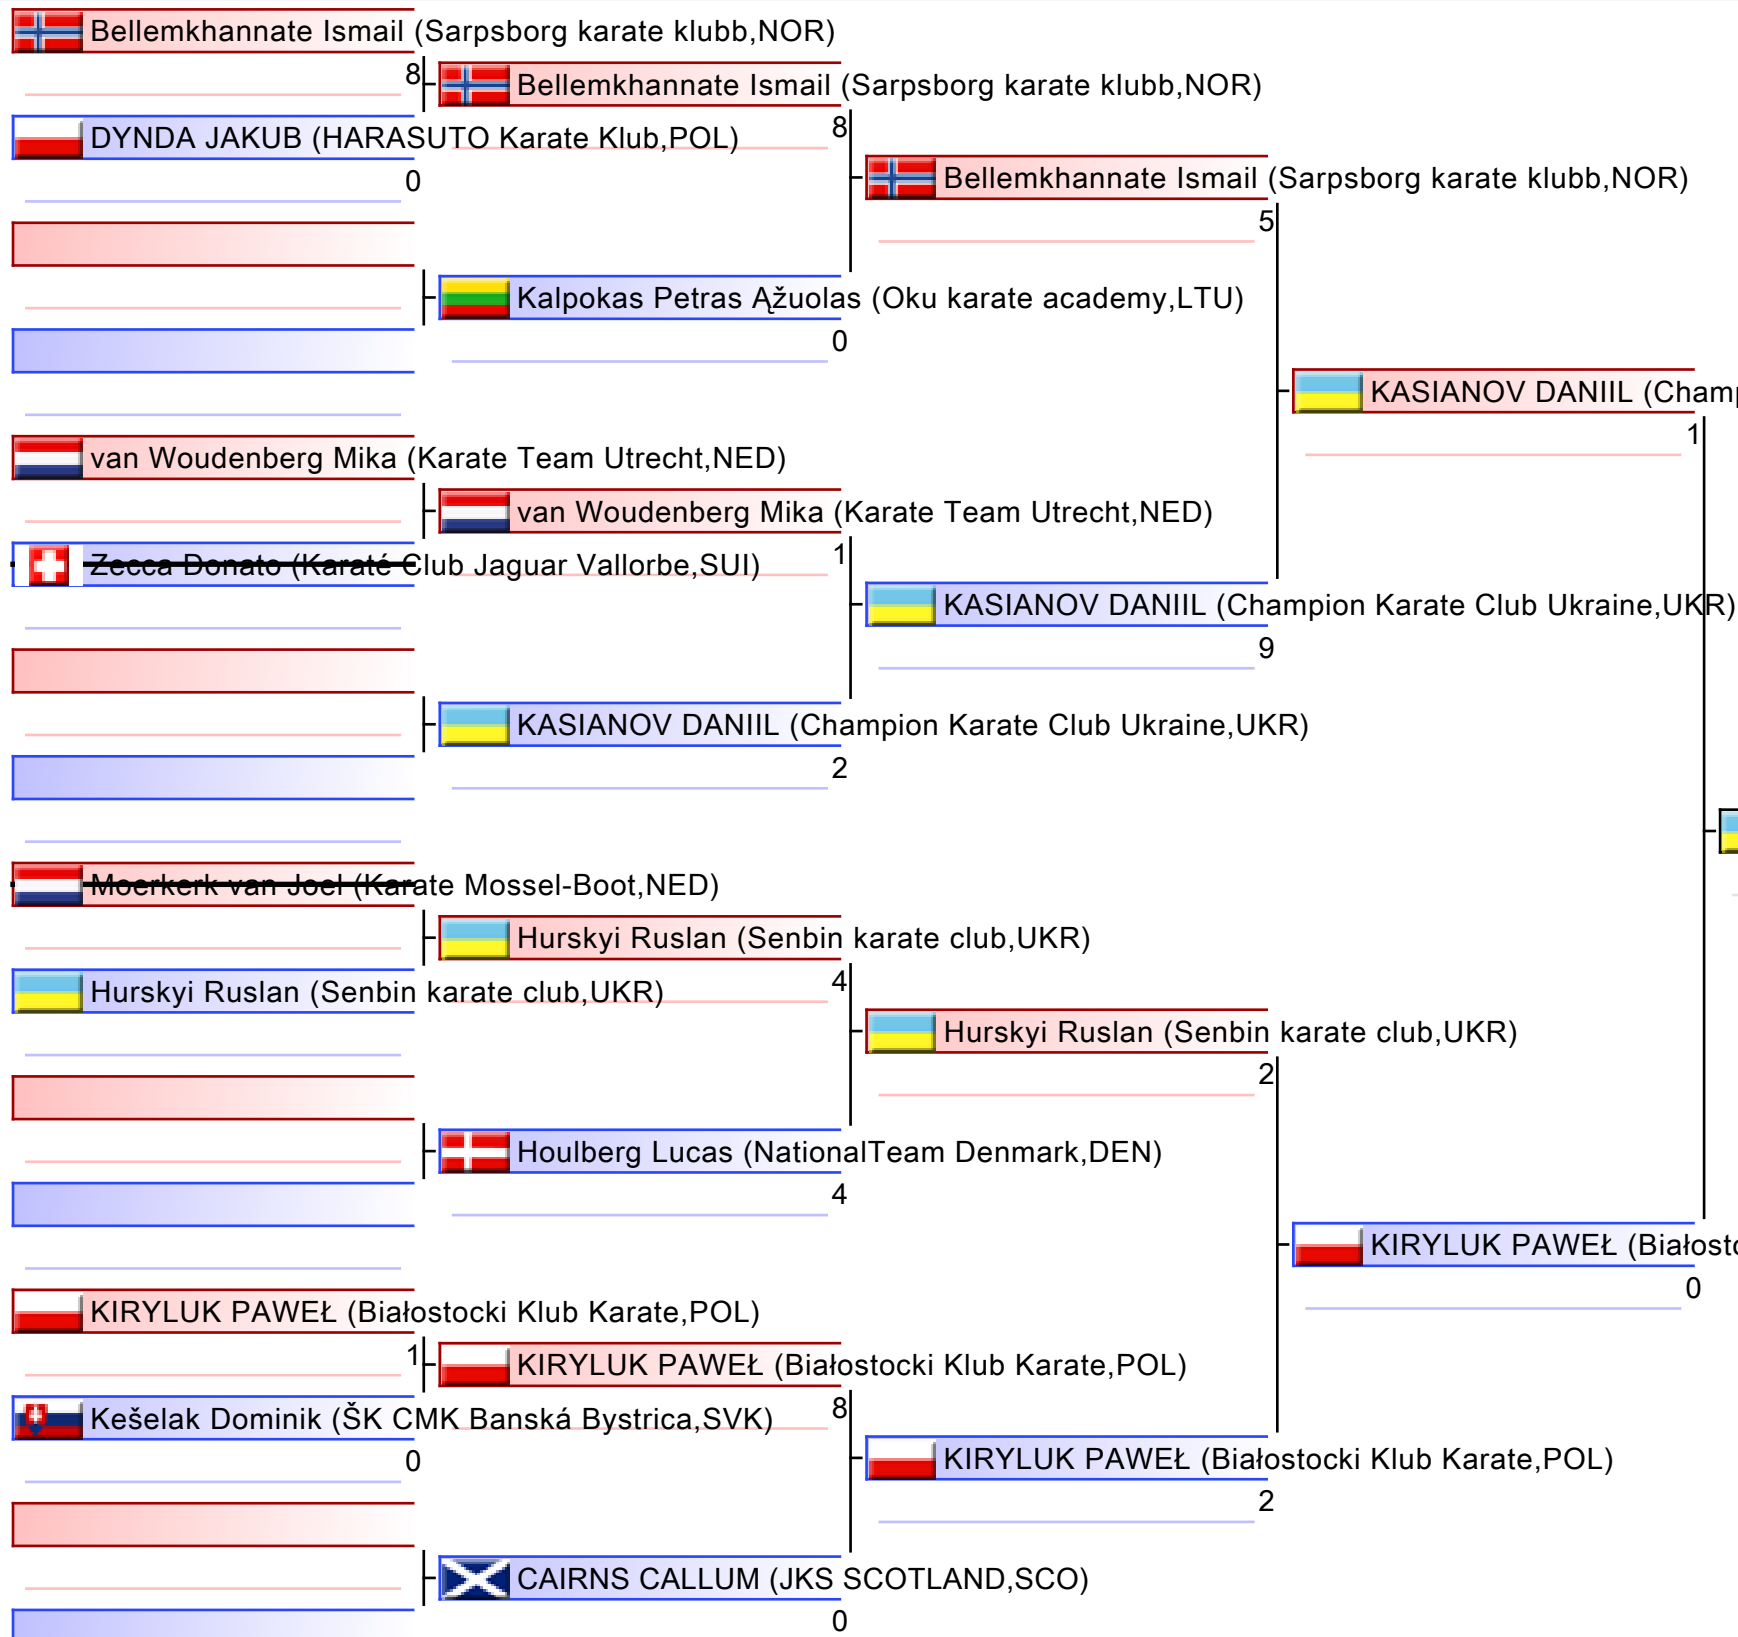 Bellemkhannate Ismail (Sarpsborg karate klubb,NOR)
8
DYNDA JAKUB (HARASUTO Karate Klub,POL)
0
van Woudenberg Mika (Karate Team Utrecht,NED)
Zecca Donato (Karaté Club Jaguar Vallorbe,SUI)
Moerkerk van Joel (Karate Mossel-Boot,NED)
Hurskyi Ruslan (Senbin karate club,UKR)
KIRYLUK PAWEŁ (Białostocki Klub Karate,POL)
1
Kešelak Dominik (ŠK CMK Banská Bystrica,SVK)
0
Bellemkhannate Ismail (Sarpsborg karate klubb,NOR)
8
Kalpokas Petras Ąžuolas (Oku karate academy,LTU)
0
van Woudenberg Mika (Karate Team Utrecht,NED)
1
KASIANOV DANIIL (Champion Karate Club Ukraine,UKR)
2
Hurskyi Ruslan (Senbin karate club,UKR)
4
Houlberg Lucas (NationalTeam Denmark,DEN)
4
KIRYLUK PAWEŁ (Białostocki Klub Karate,POL)
8
CAIRNS CALLUM (JKS SCOTLAND,SCO)
0
Bellemkhannate Ismail (Sarpsborg karate klubb,NOR)
5
KASIANOV DANIIL (Champion Karate Club Ukraine,UKR)
9
Hurskyi Ruslan (Senbin karate club,UKR)
2
KIRYLUK PAWEŁ (Białostocki Klub Karate,POL)
2
KASIANOV DANIIL (Champ
1
KIRYLUK PAWEŁ (Białosto
0